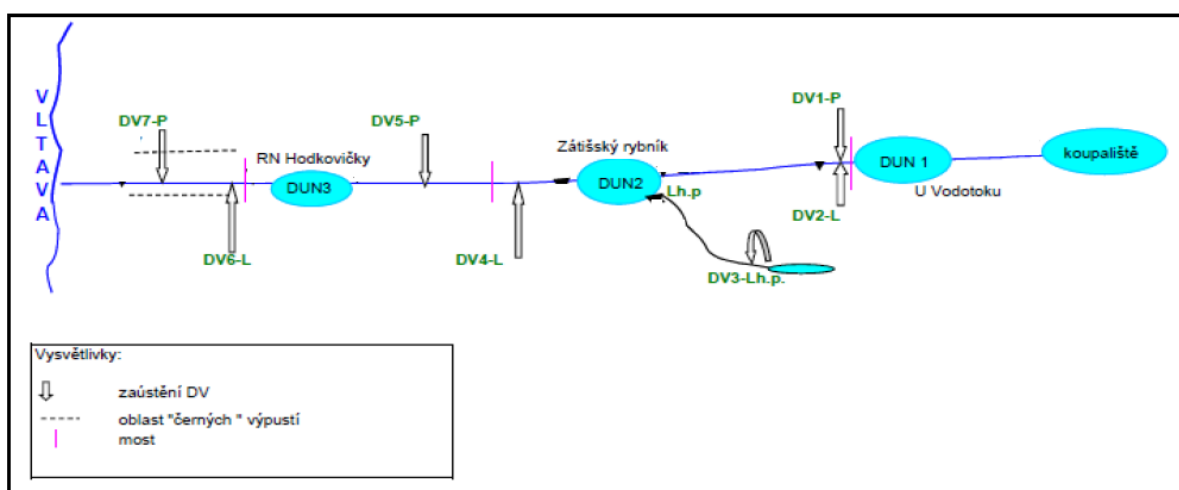 VLTAVA
DV7-P
DV5-P
DV1-P
RN Hodkovičky
Zátišský rybník
DUN3
DUN2
DUN 1
koupaliště
Lh.p
U Vodotoku
DV2-L
DV6-L
DV4-L
DV3-Lh.p.
Vysvětlivky:
zaústění DV
oblast "černých " výpustí
most